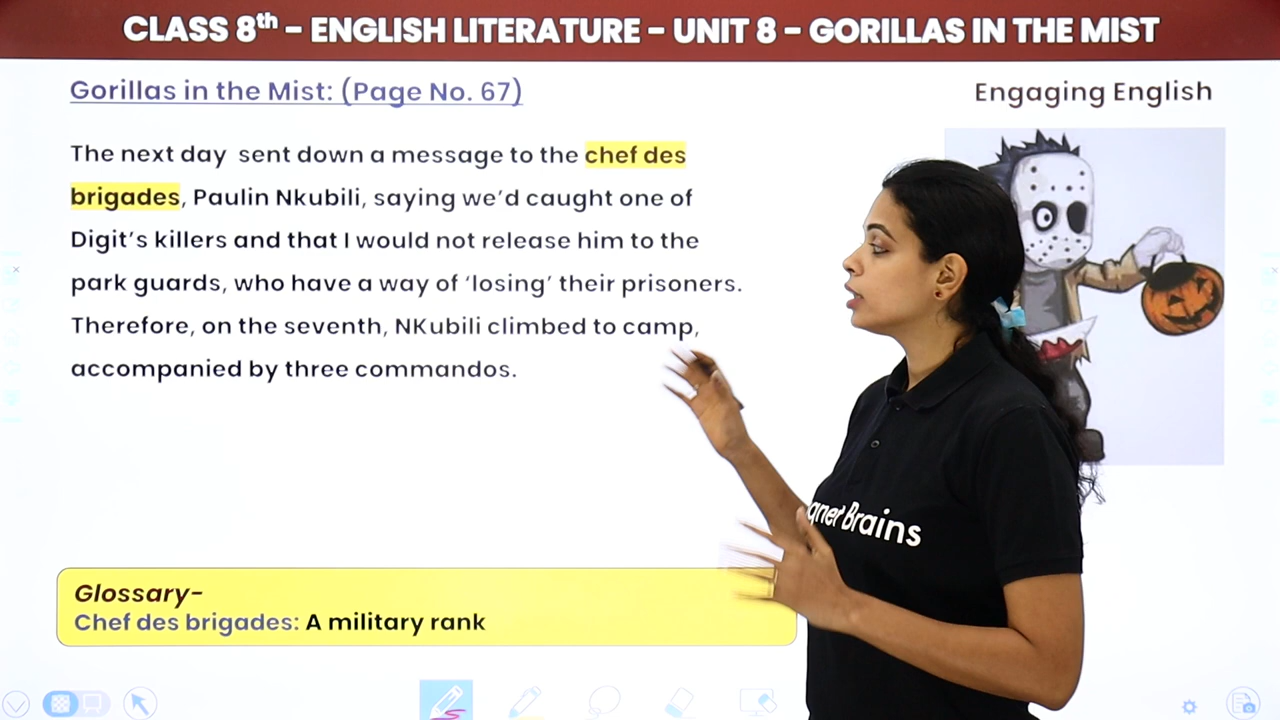 CLASS 8th – ENGLISH LITERATURE – UNIT 8 – GORILLAS IN THE MIST
Gorillas in the Mist: (Page No. 67)
Engaging English
The next day sent down a message to the chef des
brigades, Paulin Nkubili, saying we’d caught one of
Digit’s killers and that I would not release him to the
park guards, who have a way of ‘losing’ their prisoners.
Therefore, on the seventh, NKubili climbed to camp,
accompanied by three commandos.
Brains
Glossary-
Chef des brigades: A military rank